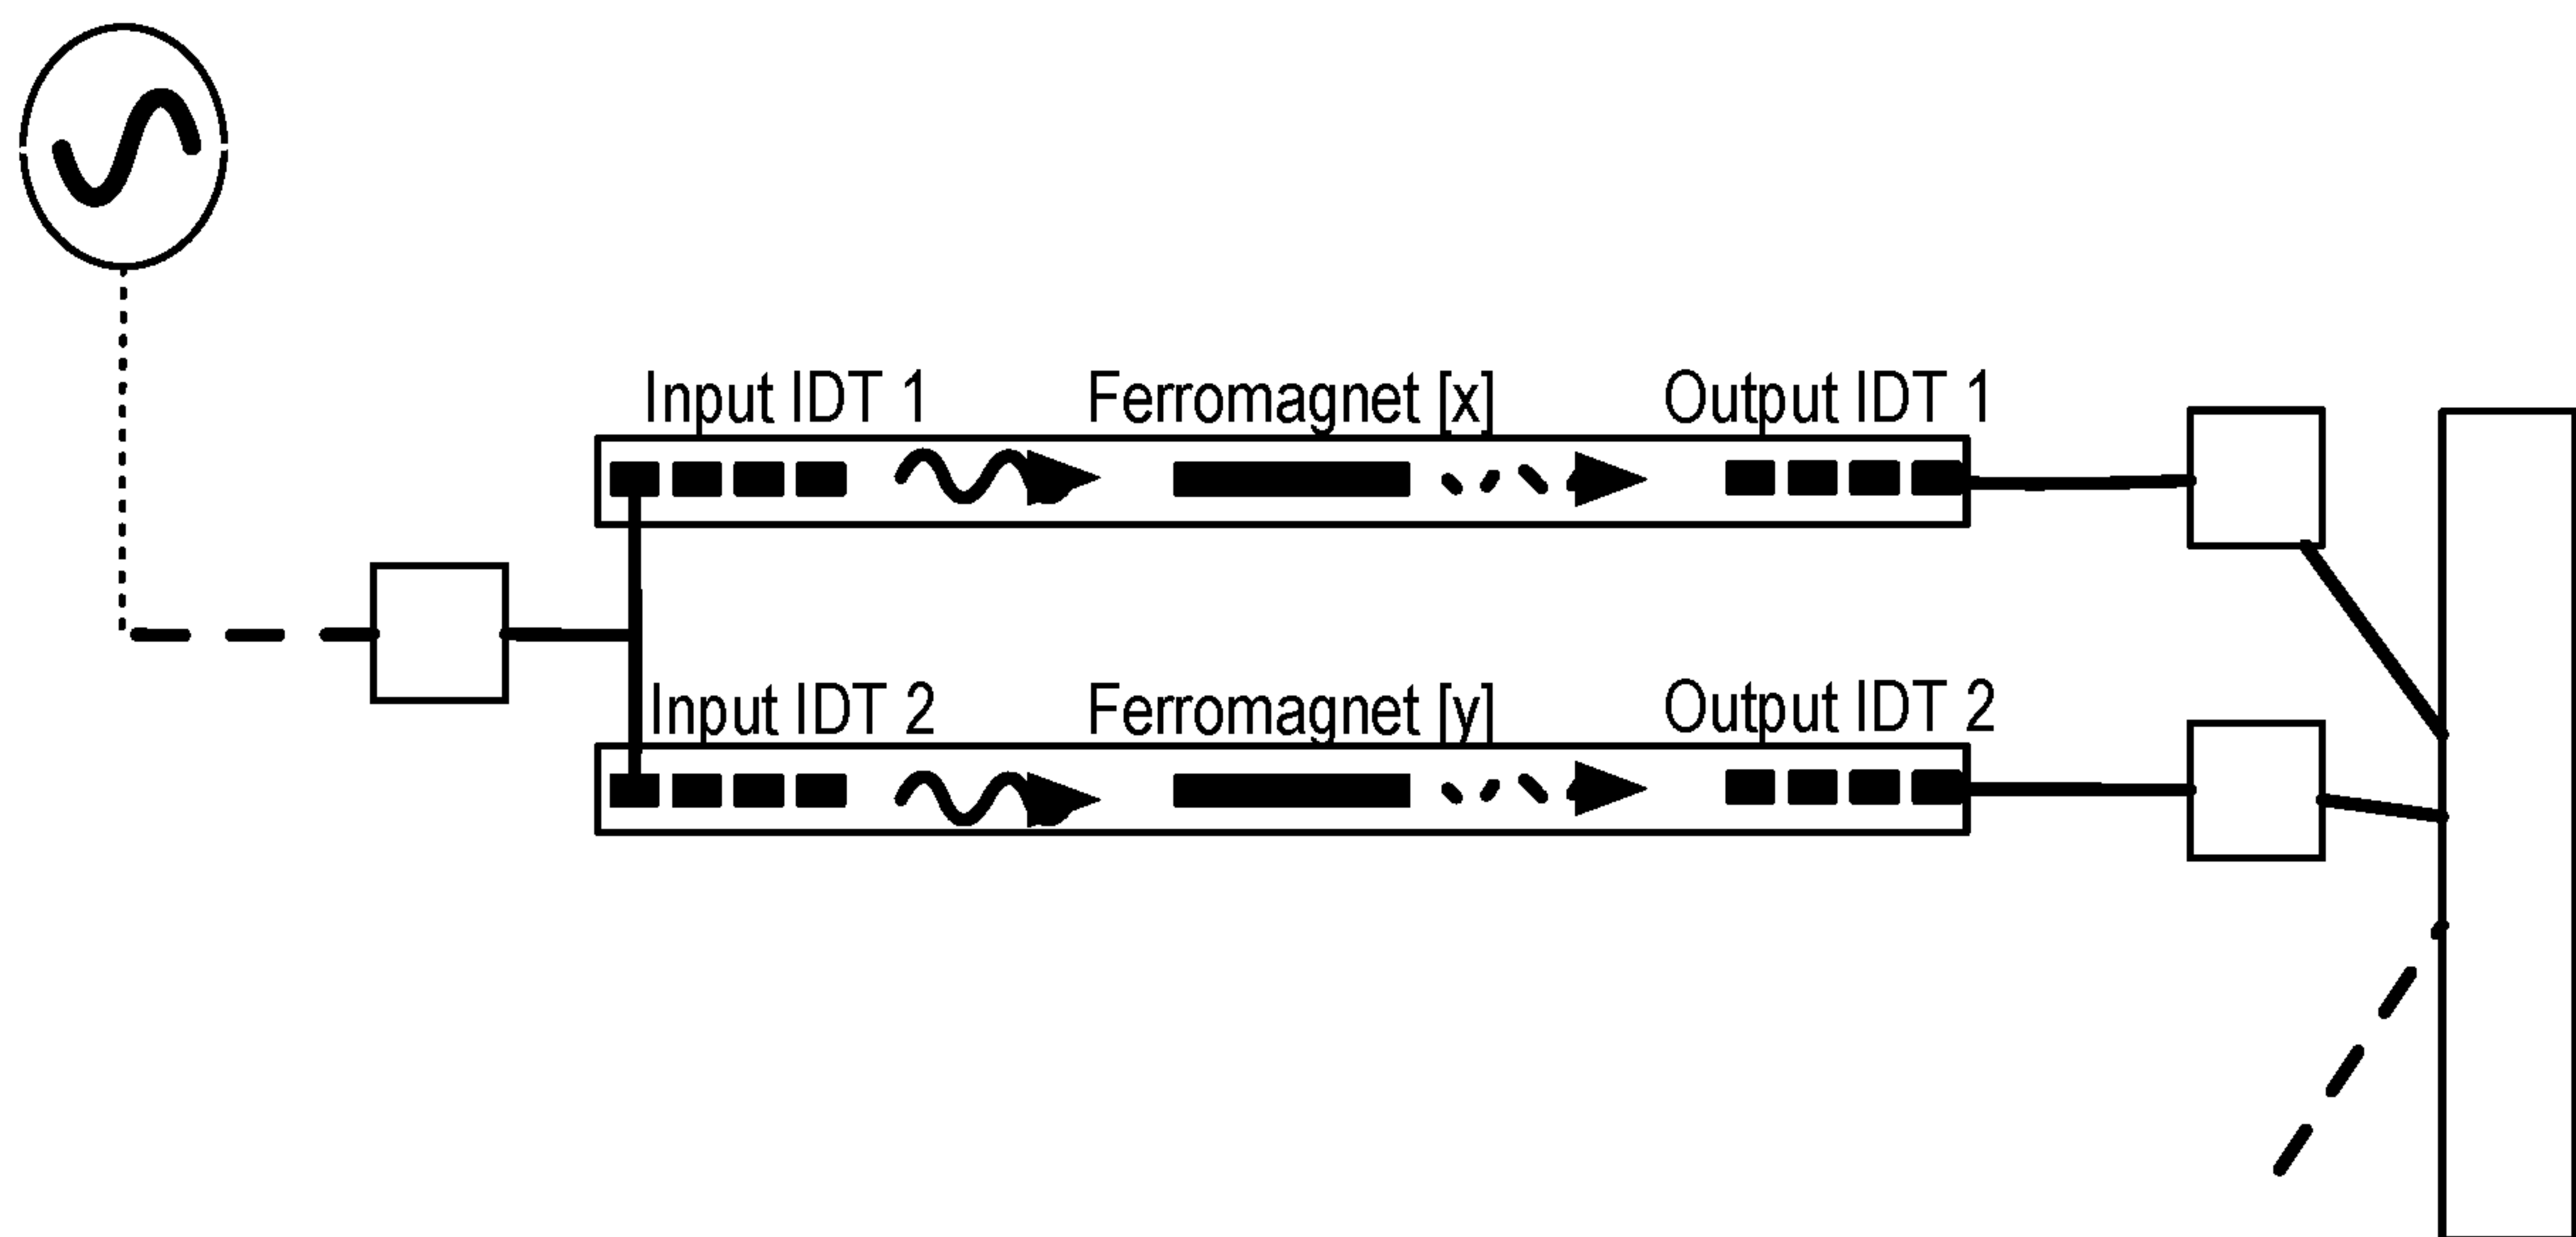 Input IDT 1 Ferromagnet [x] Output IDT 1
Input IDT 2 Ferromagnet [y] Output IDT 2